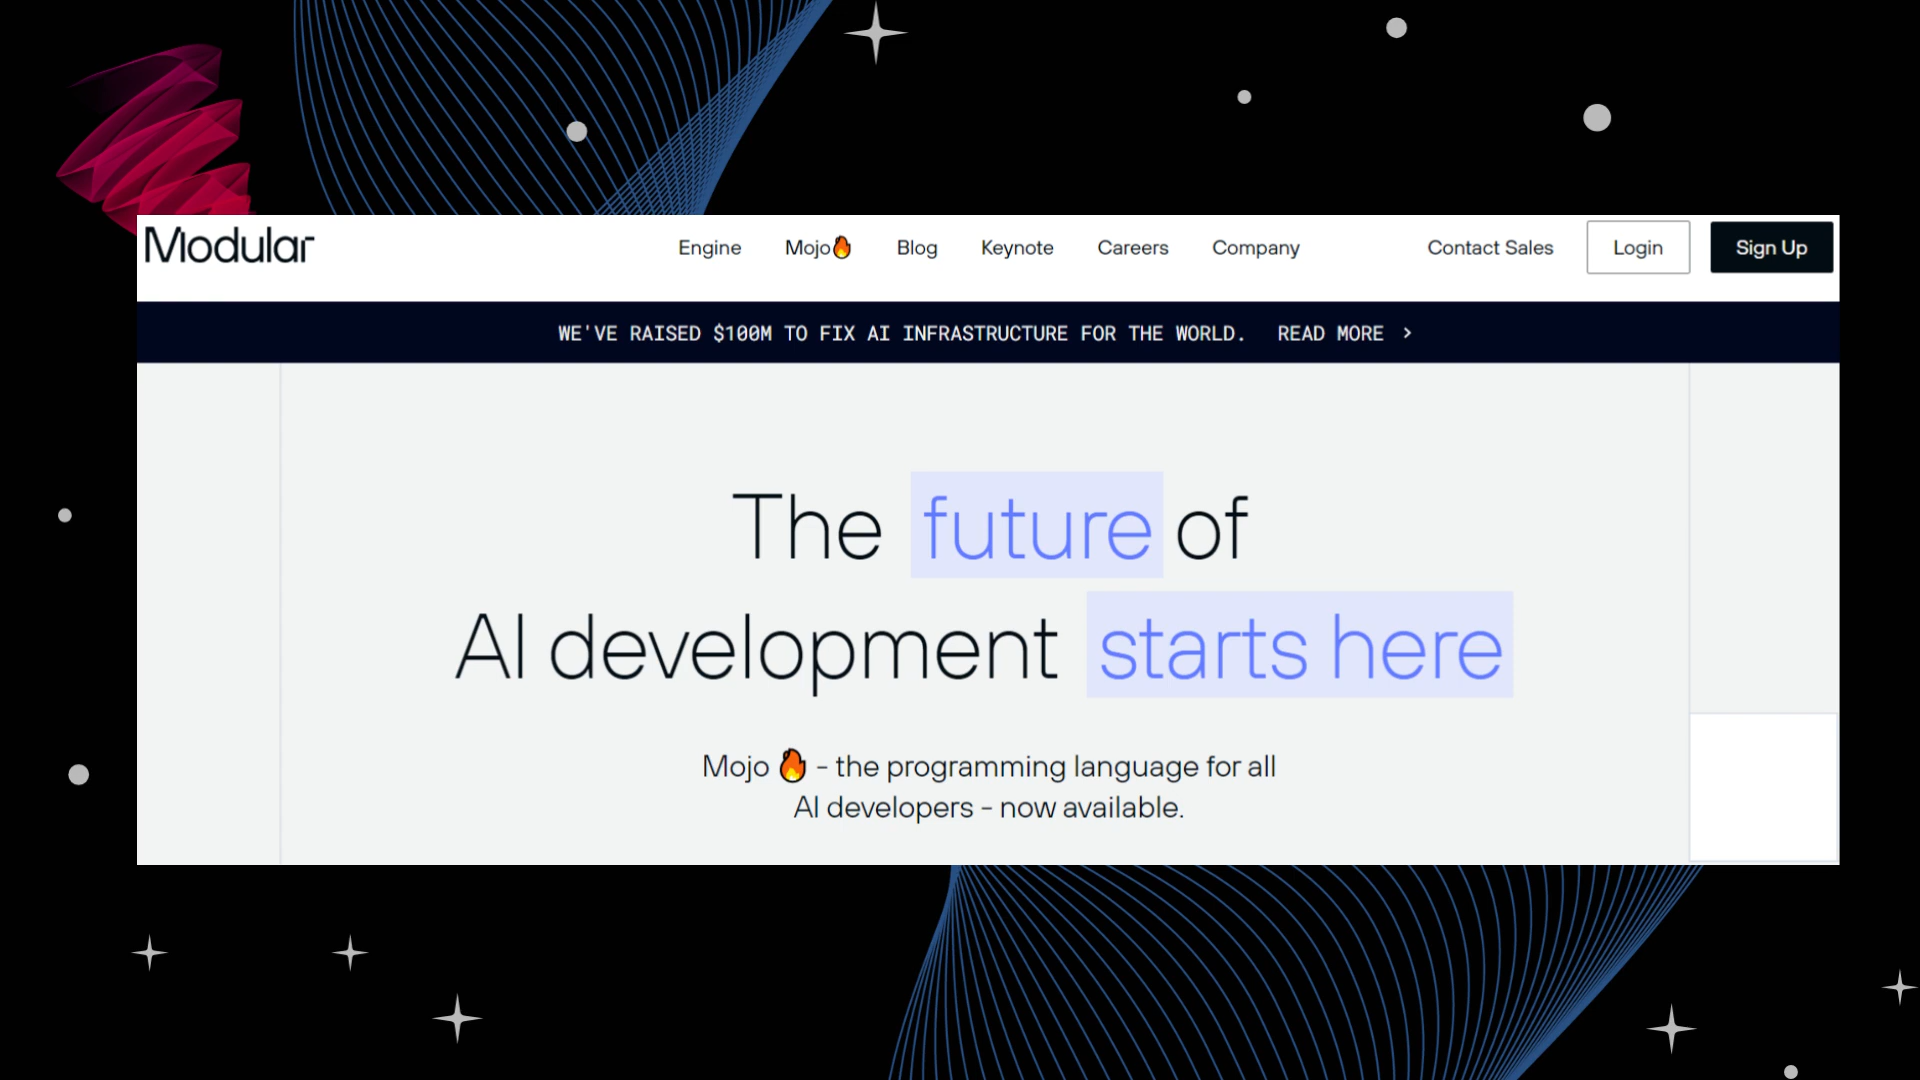 Modular
Engine Mojo🔥 Blog Keynote Careers Company Contact Sales Login Sign Up
WE'VE RAISED $100M TO FIX AI INFRASTRUCTURE FOR THE WORLD. READ MORE >
The future of
AI development starts here
Mojo 🔥 - the programming language for all
AI developers - now available.